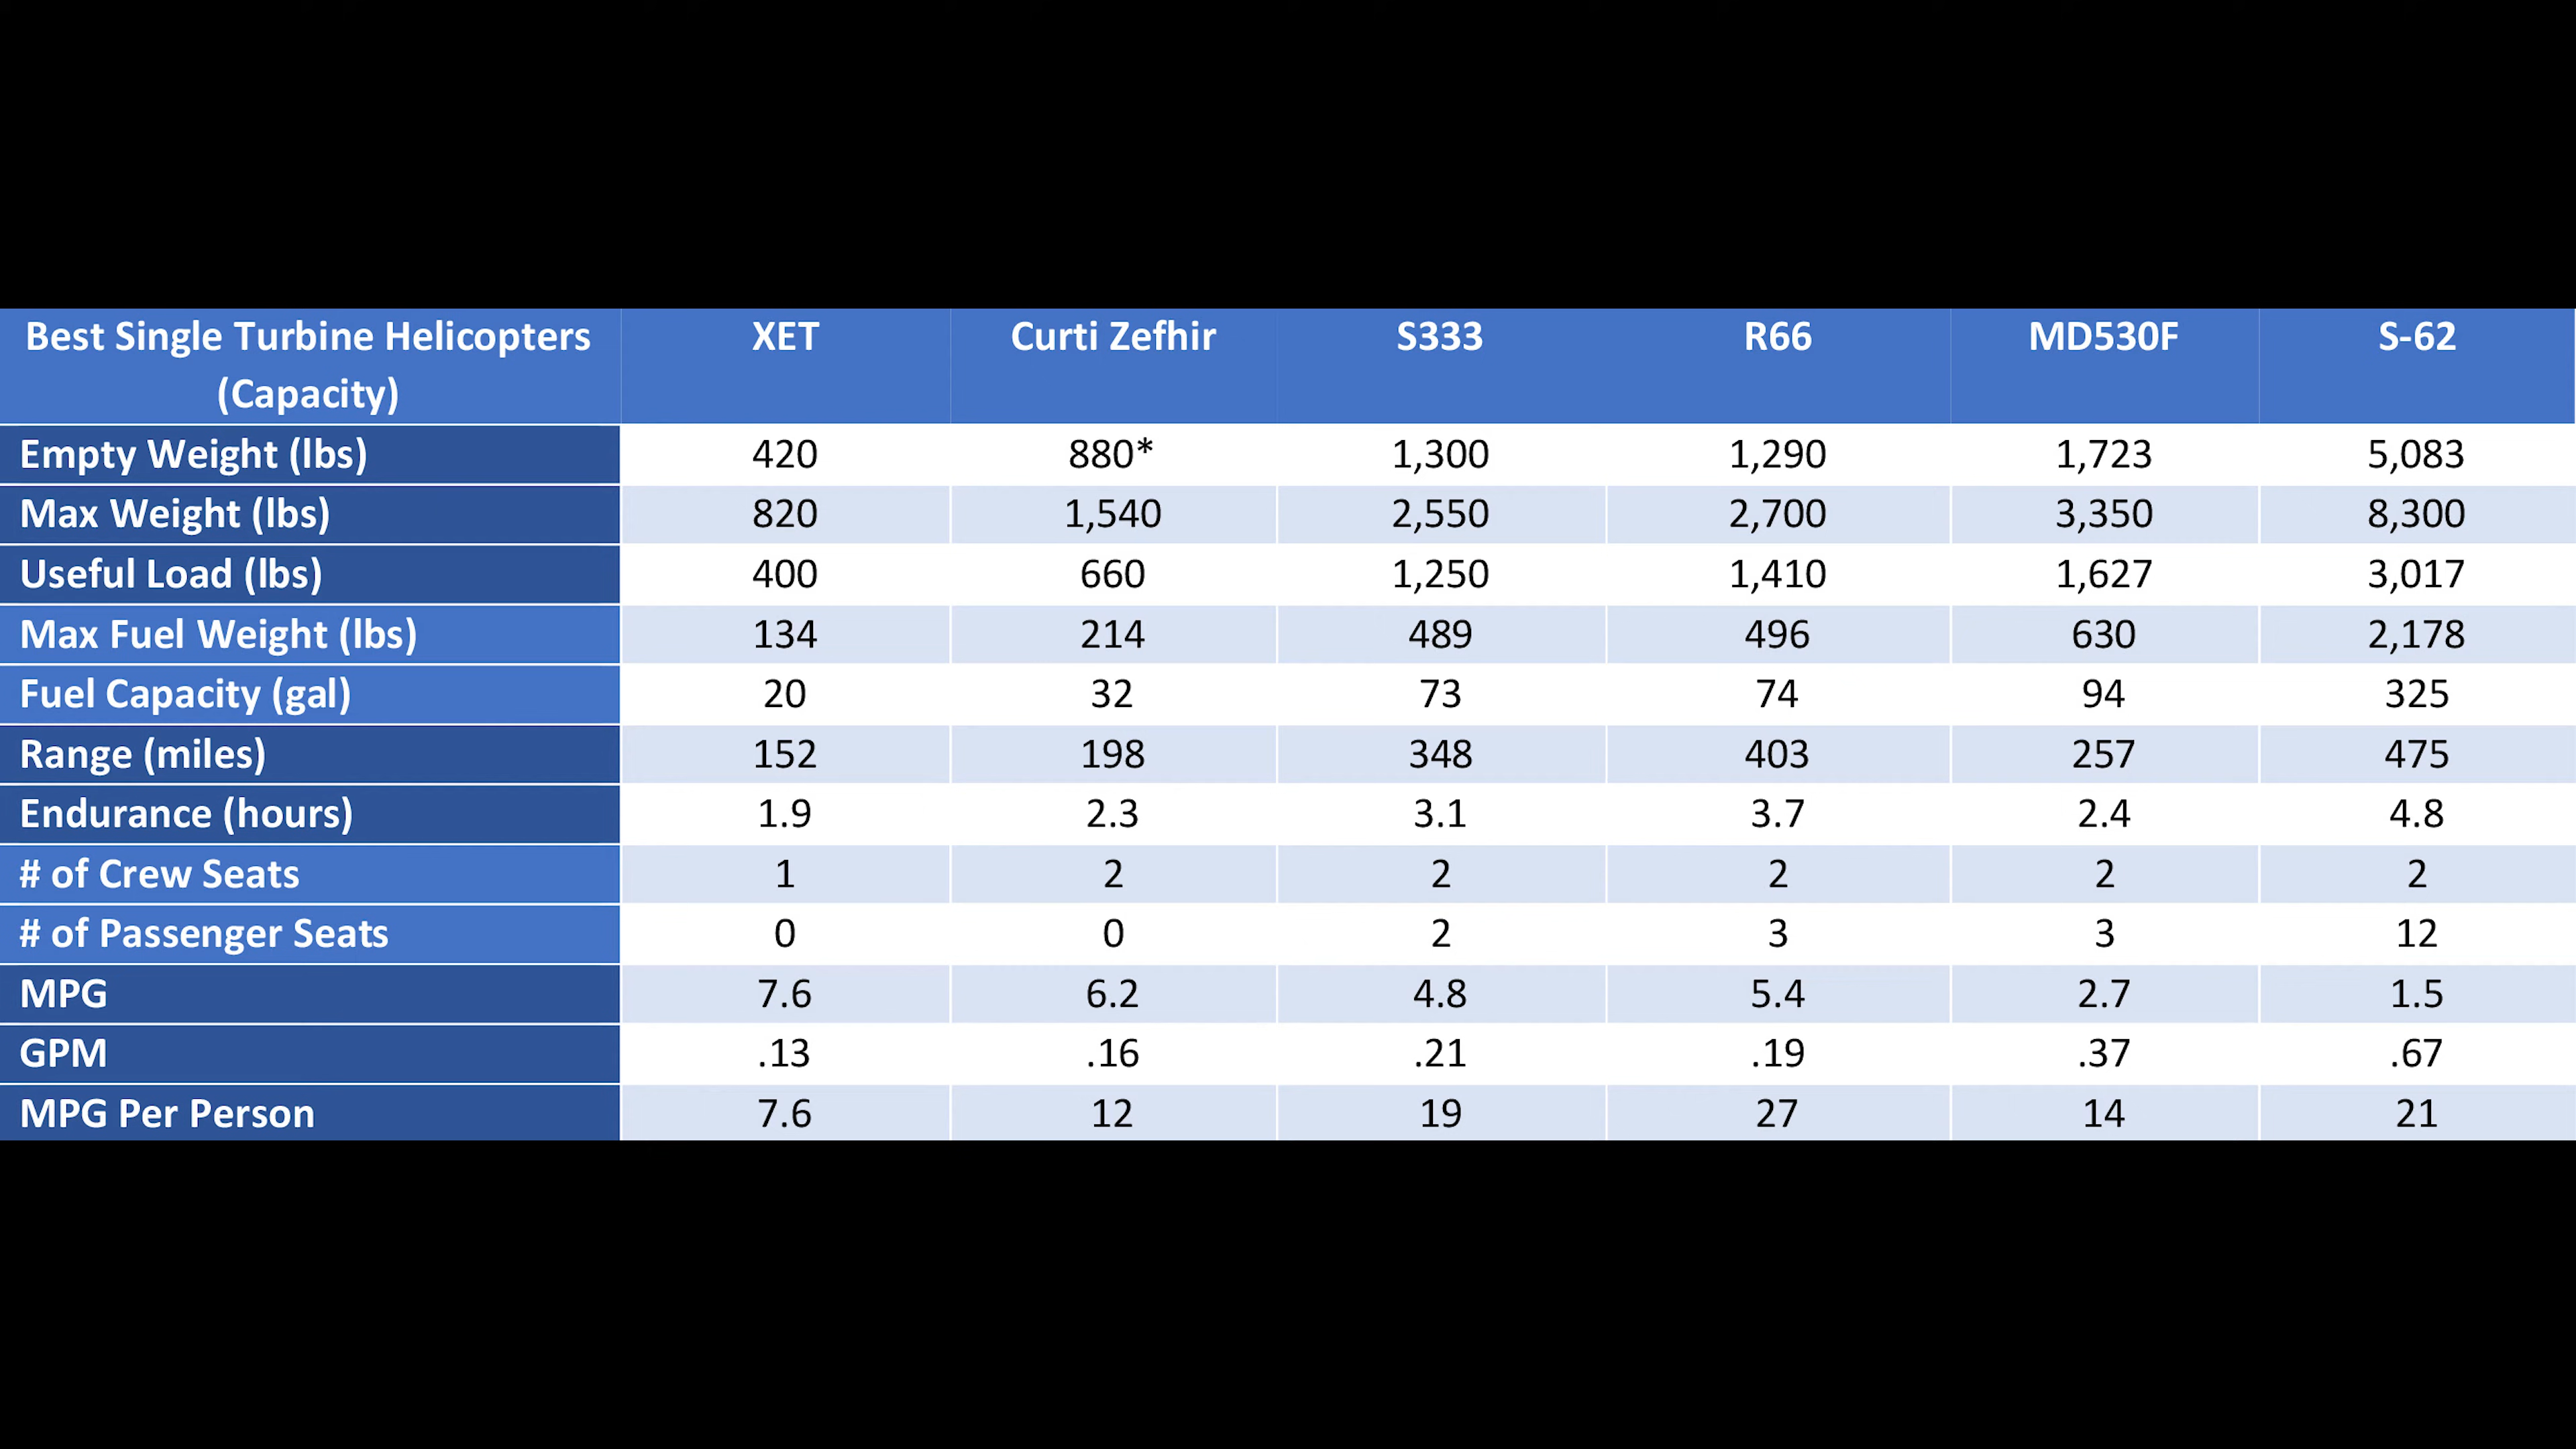 Best Single Turbine Helicopters (Capacity) XET Curti Zefhir S333 R66 MD530F S-62
Empty Weight (lbs) 420 880* 1,300 1,290 1,723 5,083
Max Weight (lbs) 820 1,540 2,550 2,700 3,350 8,300
Useful Load (lbs) 400 660 1,250 1,410 1,627 3,017
Max Fuel Weight (lbs) 134 214 489 496 630 2,178
Fuel Capacity (gal) 20 32 73 74 94 325
Range (miles) 152 198 348 403 257 475
Endurance (hours) 1.9 2.3 3.1 3.7 2.4 4.8
# of Crew Seats 1 2 2 2 2 2
# of Passenger Seats 0 0 2 3 3 12
MPG 7.6 6.2 4.8 5.4 2.7 1.5
GPM .13 .16 .21 .19 .37 .67
MPG Per Person 7.6 12 19 27 14 21